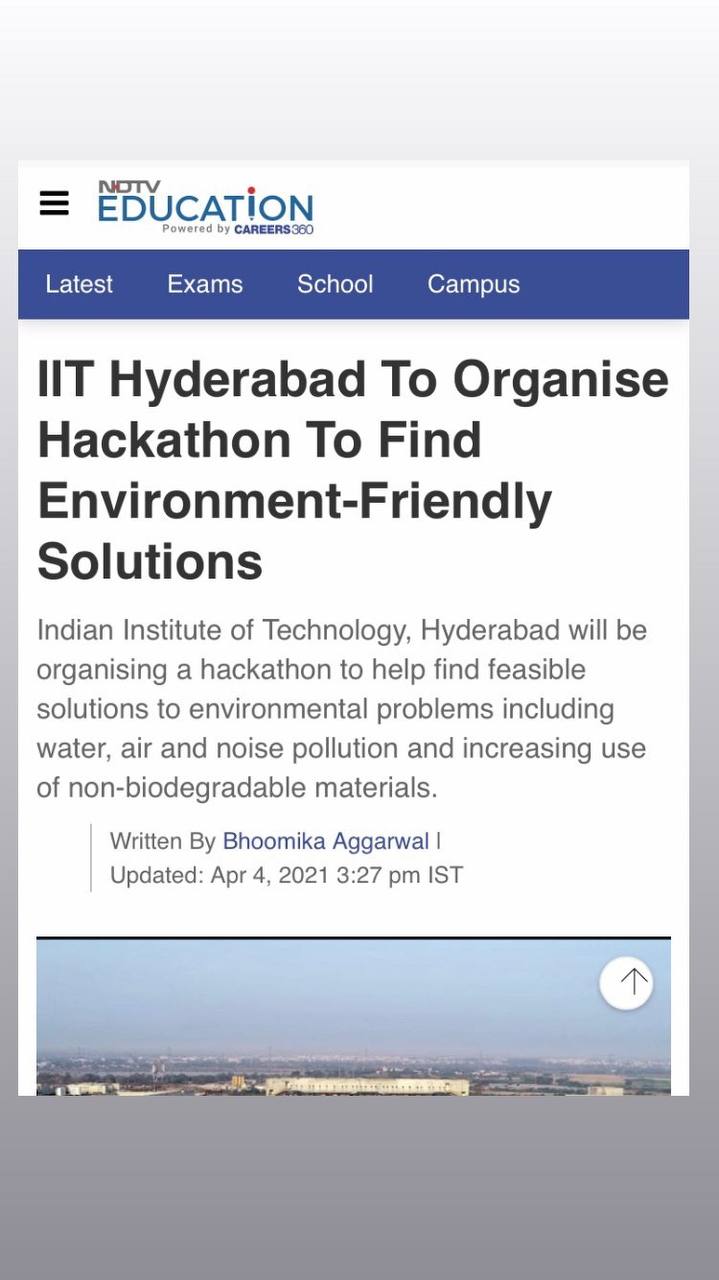 NDTV
EDUCATION
Powered by CAREERS360
Latest Exams School Campus
IIT Hyderabad To Organise
Hackathon To Find
Environment-Friendly
Solutions
Indian Institute of Technology, Hyderabad will be
organising a hackathon to help find feasible
solutions to environmental problems including
water, air and noise pollution and increasing use
of non-biodegradable materials.
Written By Bhoomika Aggarwal |
Updated: Apr 4, 2021 3:27 pm IST